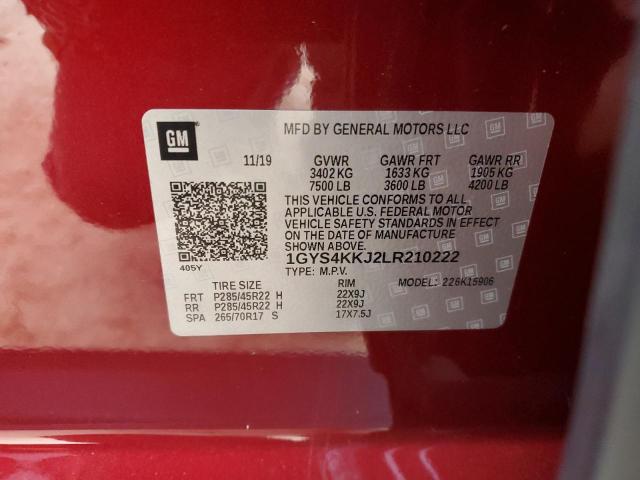 GM
MFD BY GENERAL MOTORS LLC
11/19 GVWR GAWR FRT GAWR RR
3402 KG 1633 KG 1905 KG
7500 LB 3600 LB 4200 LB
THIS VEHICLE CONFORMS TO ALL
APPLICABLE U.S. FEDERAL MOTOR
VEHICLE SAFETY STANDARDS IN EFFECT
ON THE DATE OF MANUFACTURE
SHOWN ABOVE.
1GYS4KKJ2LR210222
405Y TYPE: M.P.V. MODEL: 226K15906
TIRE SIZE RIM
FRT P285/45R22 H 22X9J
RR P285/45R22 H 22X9J
SPA 265/70R17 S 17X7.5J